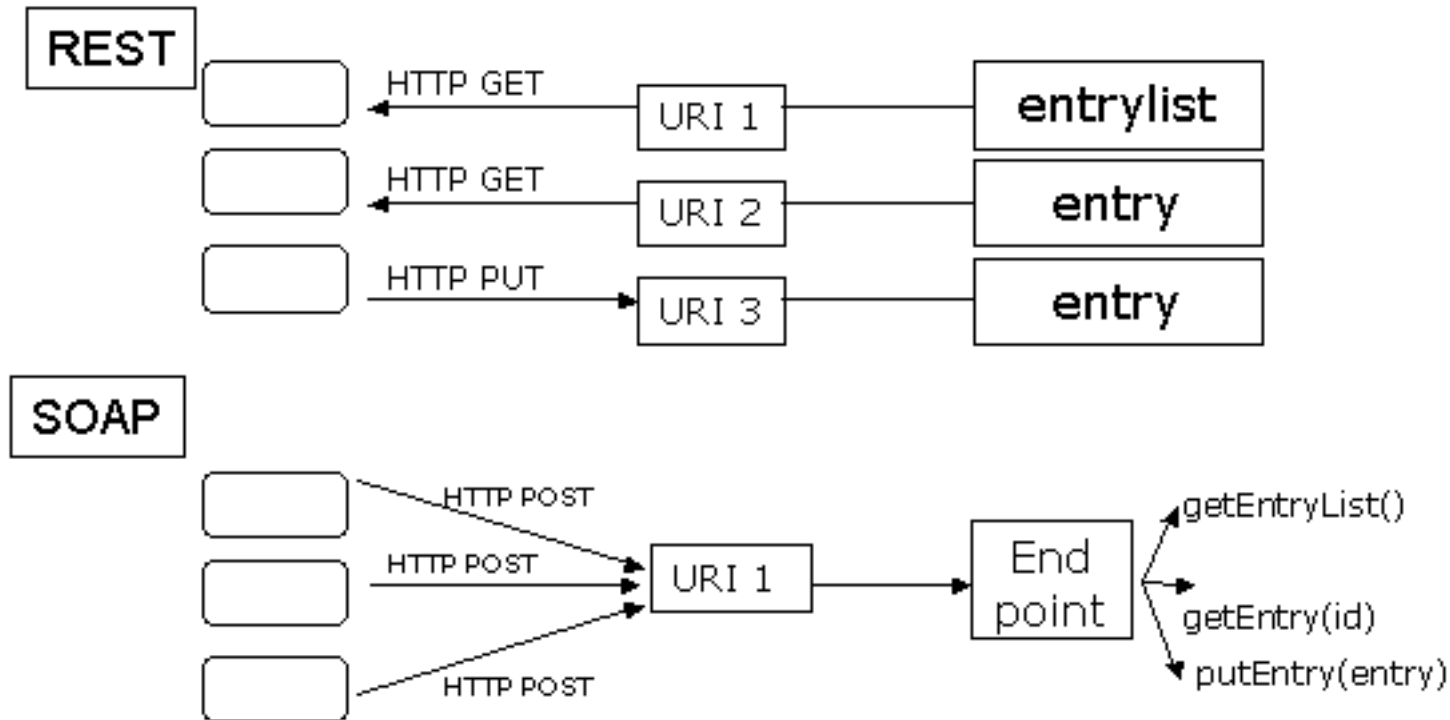 REST
HTTP GET
URI 1
entrylist
HTTP GET
URI 2
entry
HTTP PUT
URI 3
entry
SOAP
HTTP POST
HTTP POST
HTTP POST
URI 1
End
point
getEntryList()
getEntry(id)
putEntry(entry)